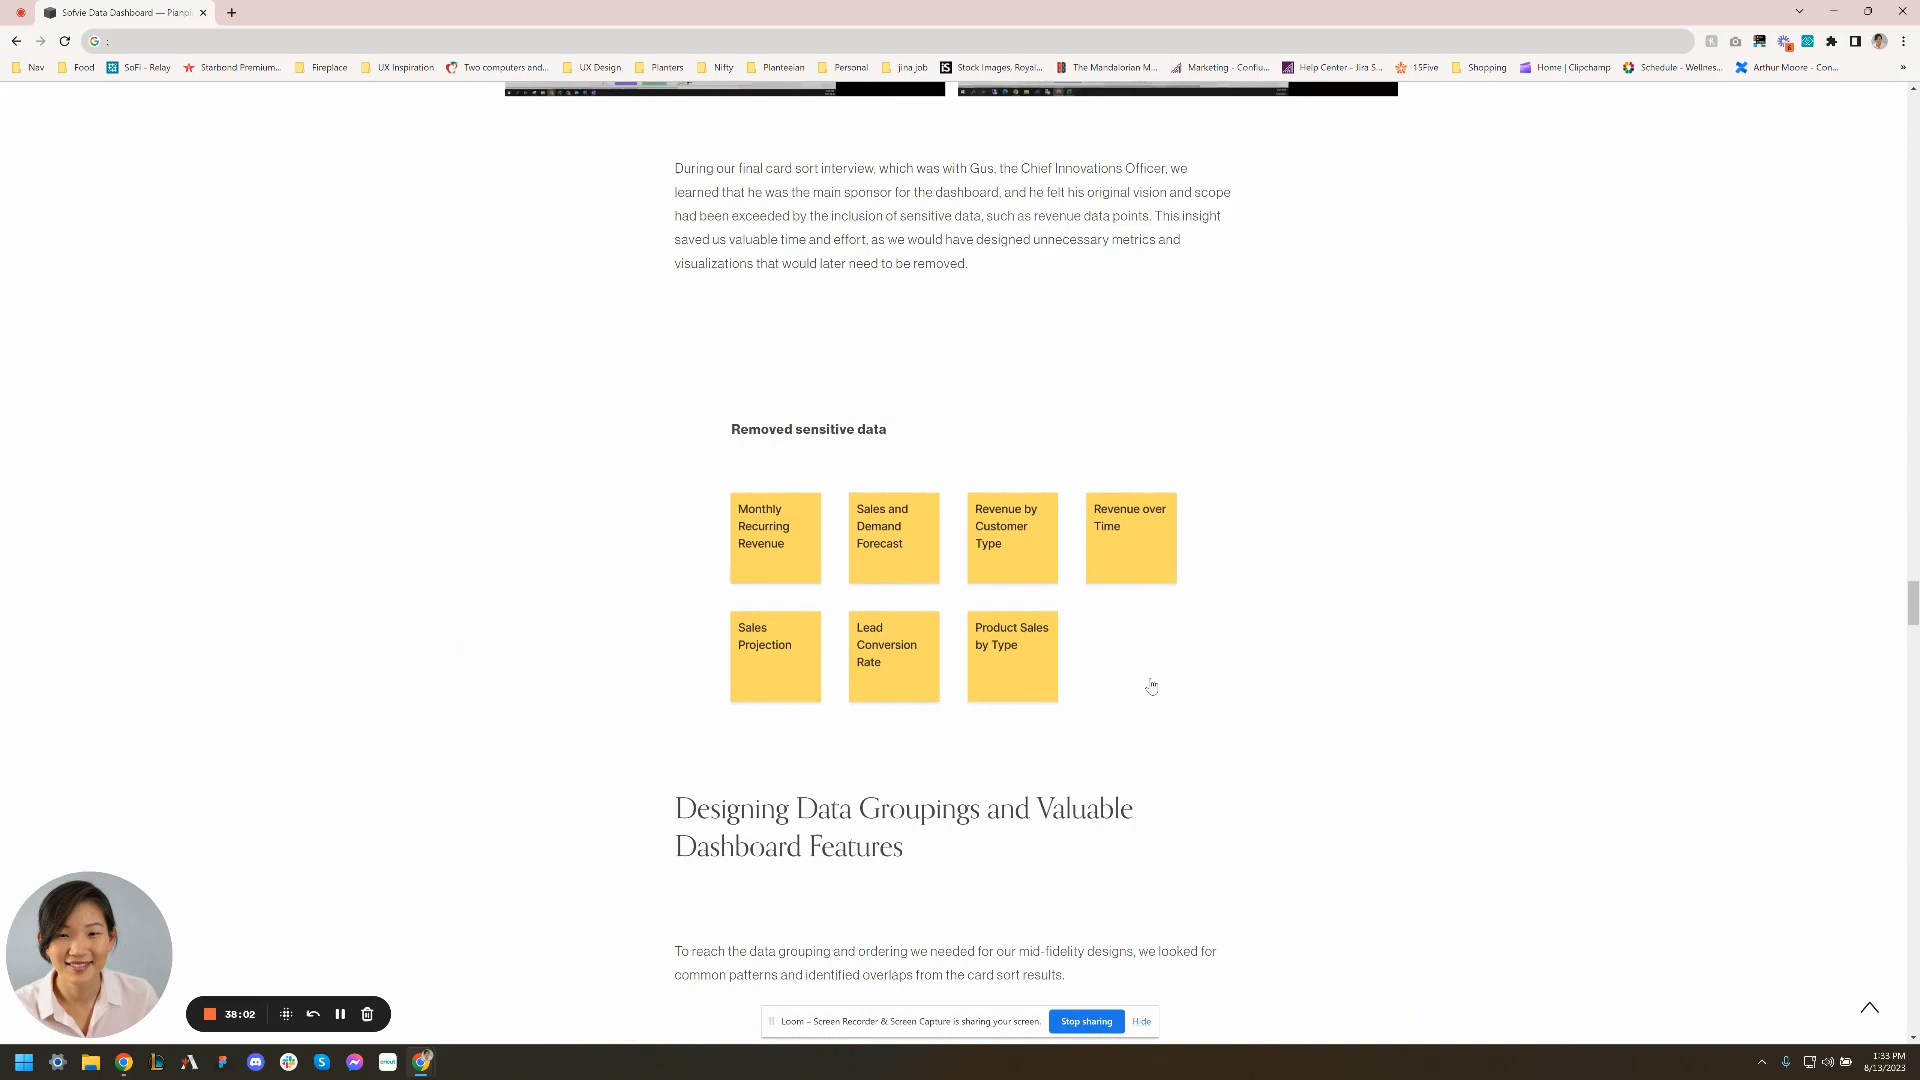 Sofvie Data Dashboard — Pianpi
:
Nav
Food
SoFi - Relay
Starbond Premium...
Fireplace
UX Inspiration
Two computers and...
UX Design
Planters
Nifty
Planteeian
Personal
jina job
Stock Images, Royal...
The Mandalorian M...
Marketing - Conflu...
Help Center - Jira S...
15Five
Shopping
Home | Clipchamp
Schedule - Wellnes...
Arthur Moore - Con...
»
During our final card sort interview, which was with Gus, the Chief Innovations Officer, we
learned that he was the main sponsor for the dashboard, and he felt his original vision and scope
had been exceeded by the inclusion of sensitive data, such as revenue data points. This insight
saved us valuable time and effort, as we would have designed unnecessary metrics and
visualizations that would later need to be removed.
Removed sensitive data
Monthly
Recurring
Revenue
Sales and
Demand
Forecast
Revenue by
Customer
Type
Revenue over
Time
Sales
Projection
Lead
Conversion
Rate
Product Sales
by Type
Designing Data Groupings and Valuable
Dashboard Features
To reach the data grouping and ordering we needed for our mid-fidelity designs, we looked for
common patterns and identified overlaps from the card sort results.
38:02
Loom – Screen Recorder & Screen Capture is sharing your screen.
Stop sharing
Hide
cricut
1:33 PM
8/13/2023